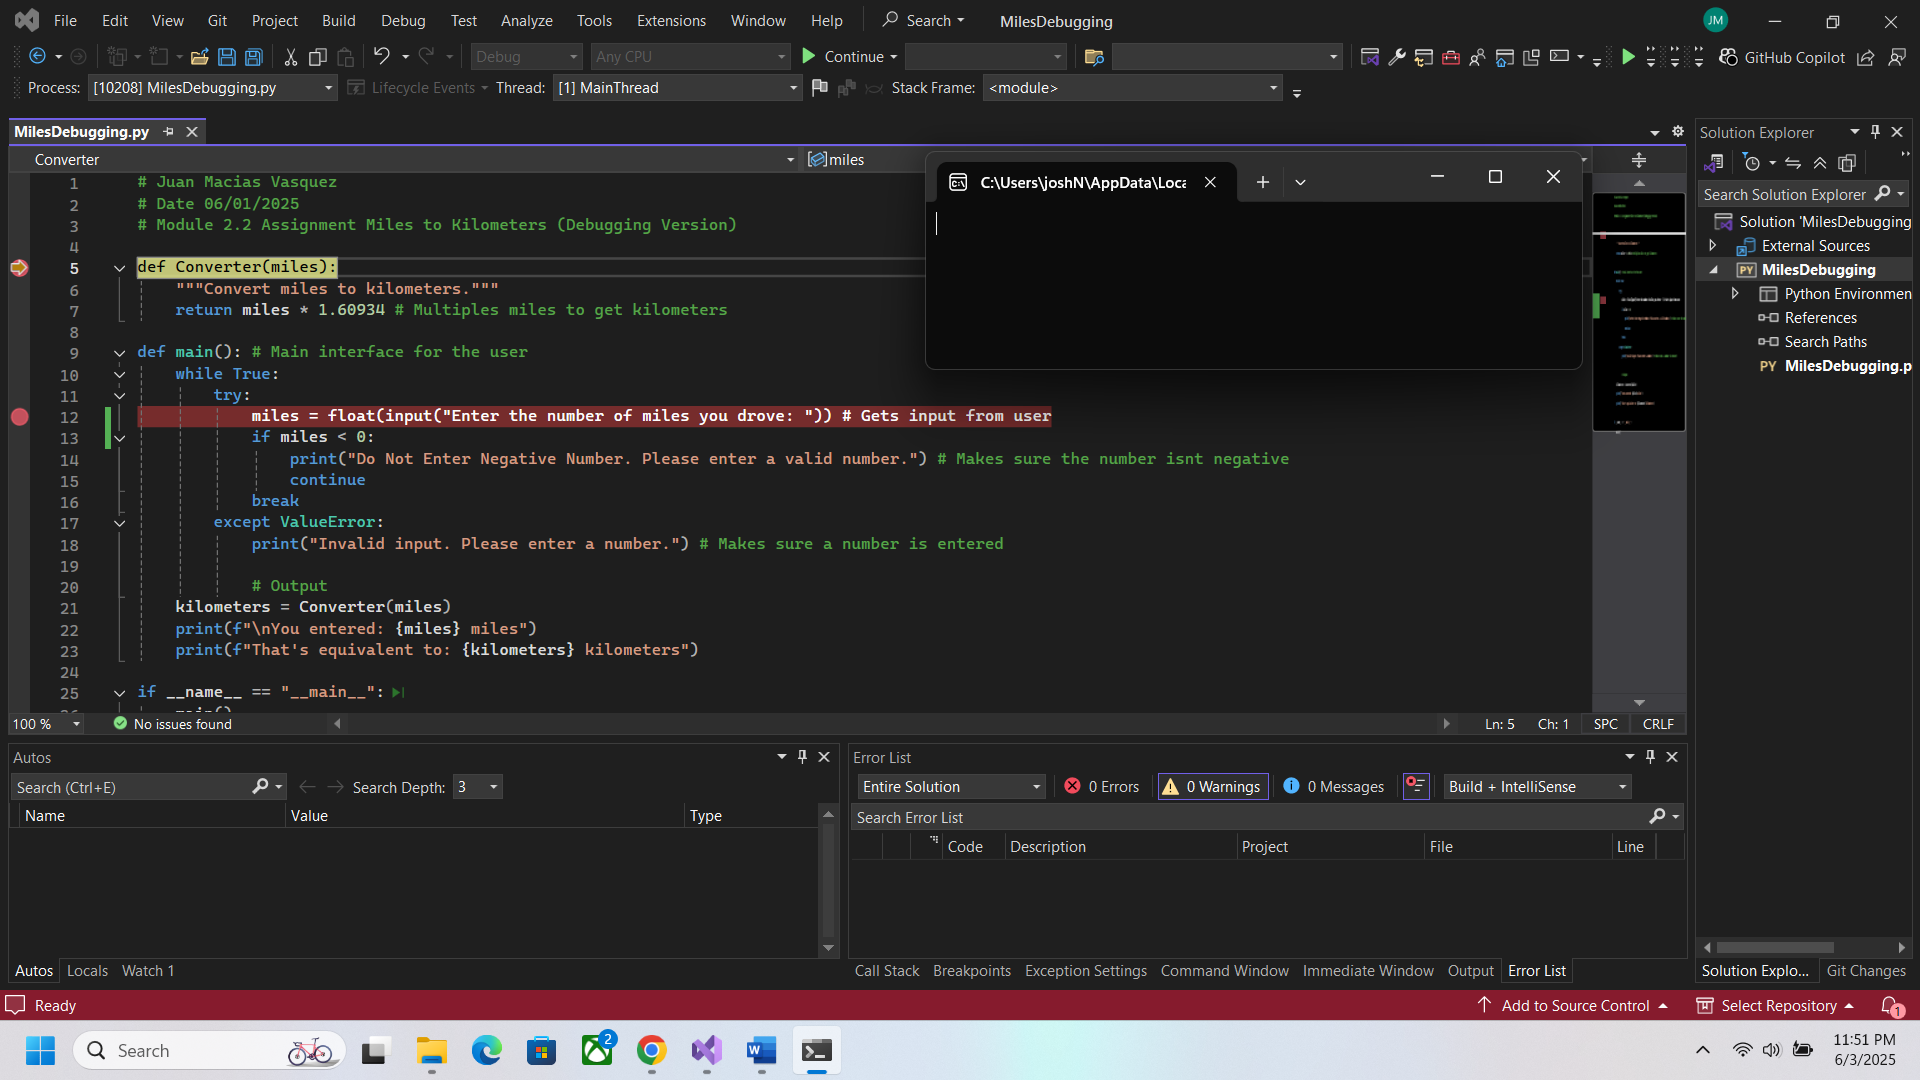 File Edit View Git Project Build Debug Test Analyze Tools Extensions Window Help Search MilesDebugging JM
Debug Any CPU Continue GitHub Copilot
Process: [10208] MilesDebugging.py Lifecycle Events Thread: [1] MainThread Stack Frame: <module>
MilesDebugging.py
Converter miles
C:\Users\joshN\AppData\Loca
1 # Juan Macias Vasquez
2 # Date 06/01/2025
3 # Module 2.2 Assignment Miles to Kilometers (Debugging Version)
4
5 def Converter(miles):
6 """Convert miles to kilometers."""
7 return miles * 1.60934 # Multiples miles to get kilometers
8
9 def main(): # Main interface for the user
10 while True:
11 try:
12 miles = float(input("Enter the number of miles you drove: ")) # Gets input from user
13 if miles < 0:
14 print("Do Not Enter Negative Number. Please enter a valid number.") # Makes sure the number isnt negative
15 continue
16 break
17 except ValueError:
18 print("Invalid input. Please enter a number.") # Makes sure a number is entered
19
20 # Output
21 kilometers = Converter(miles)
22 print(f"\nYou entered: {miles} miles")
23 print(f"That's equivalent to: {kilometers} kilometers")
24
25 if __name__ == "__main__":
100 % No issues found Ln: 5 Ch: 1 SPC CRLF
Solution Explorer
Search Solution Explorer
Solution 'MilesDebugging
External Sources
PY MilesDebugging
Python Environmen
References
Search Paths
PY MilesDebugging.p
Autos
Search (Ctrl+E) Search Depth: 3
Name Value Type
Autos Locals Watch 1
Error List
Entire Solution 0 Errors 0 Warnings 0 Messages Build + IntelliSense
Search Error List
Code Description Project File Line
Call Stack Breakpoints Exception Settings Command Window Immediate Window Output Error List
Solution Explo... Git Changes
Ready Add to Source Control Select Repository 1
Search 2
11:51 PM
6/3/2025